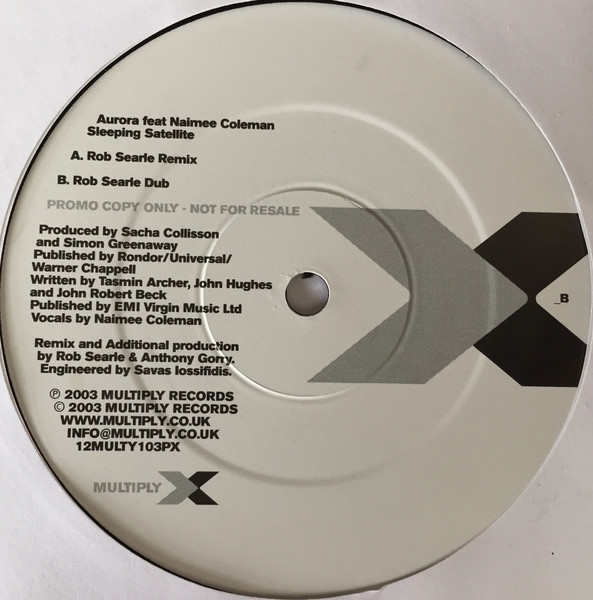 Aurora feat Naimee Coleman
Sleeping Satellite
A. Rob Searle Remix
B. Rob Searle Dub
PROMO COPY ONLY - NOT FOR RESALE
Produced by Sacha Collisson
and Simon Greenaway
Published by Rondor/Universal/
Warner Chappell
Written by Tasmin Archer, John Hughes
and John Robert Beck
Published by EMI Virgin Music Ltd
Vocals by Naimee Coleman
Remix and Additional production
by Rob Searle & Anthony Gorry.
Engineered by Savas Iossifidis.
℗ 2003 MULTIPLY RECORDS
© 2003 MULTIPLY RECORDS
WWW.MULTIPLY.CO.UK
INFO@MULTIPLY.CO.UK
12MULTY103PX
MULTIPLY
_B